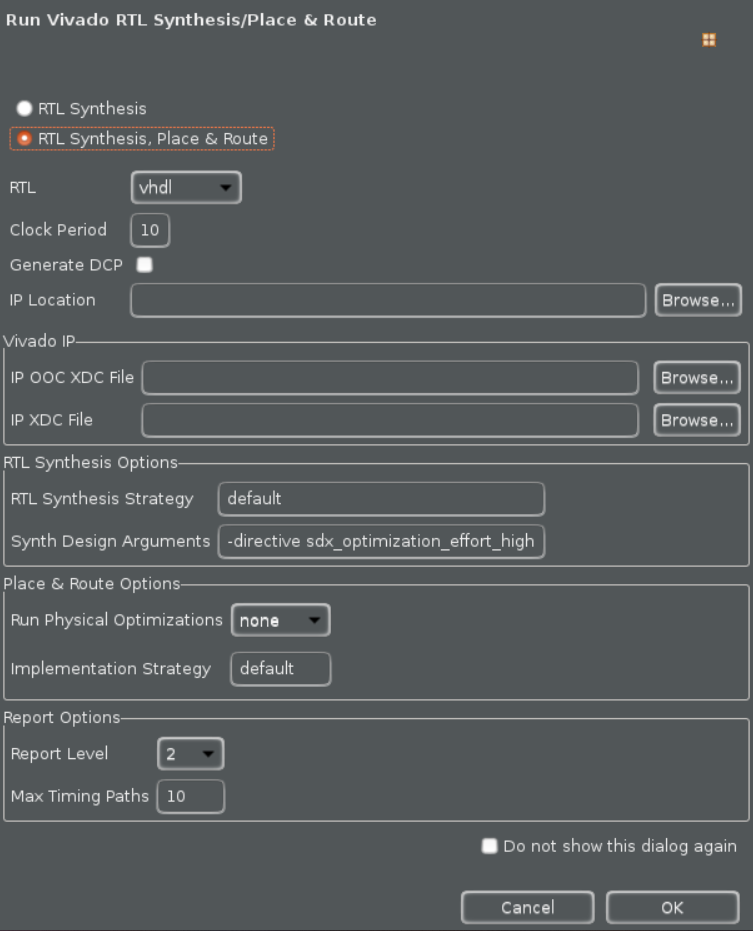 Run Vivado RTL Synthesis/Place & Route
RTL Synthesis
RTL Synthesis, Place & Route
RTL vhdl
Clock Period 10
Generate DCP
IP Location Browse...
Vivado IP
IP OOC XDC File Browse...
IP XDC File Browse...
RTL Synthesis Options
RTL Synthesis Strategy default
Synth Design Arguments -directive sdx_optimization_effort_high
Place & Route Options
Run Physical Optimizations none
Implementation Strategy default
Report Options
Report Level 2
Max Timing Paths 10
Do not show this dialog again
Cancel OK